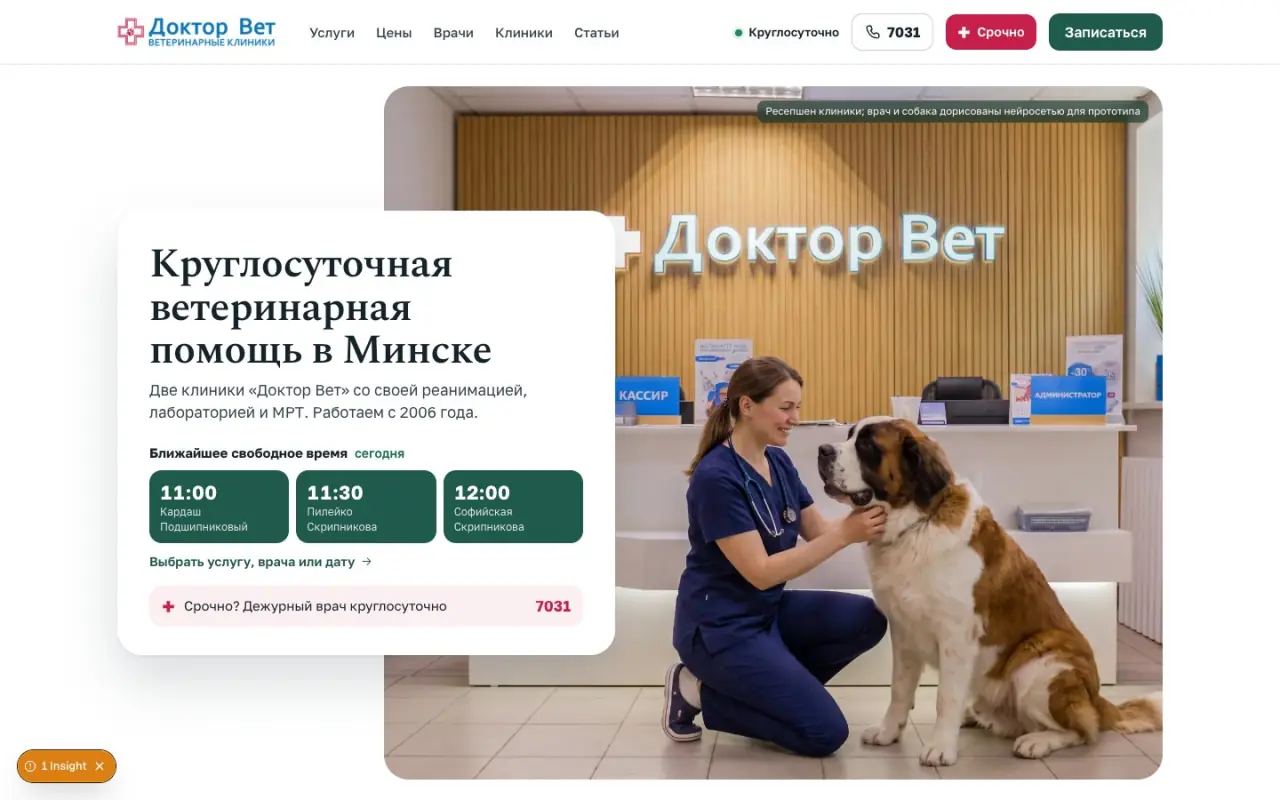 Доктор Вет
ВЕТЕРИНАРНЫЕ КЛИНИКИ
Услуги
Цены
Врачи
Клиники
Статьи
Круглосуточно
7031
Срочно
Записаться
Ресепшен клиники; врач и собака дорисованы нейросетью для прототипа
Доктор Вет
Круглосуточная
ветеринарная
помощь в Минске
Две клиники «Доктор Вет» со своей реанимацией,
лабораторией и МРТ. Работаем с 2006 года.
Ближайшее свободное время сегодня
11:00
Кардаш
Подшипниковый
11:30
Пилейко
Скрипникова
12:00
Софийская
Скрипникова
Выбрать услугу, врача или дату →
Срочно? Дежурный врач круглосуточно
7031
КАССИР
-30
АДМИНИСТРАТОР
1 Insight